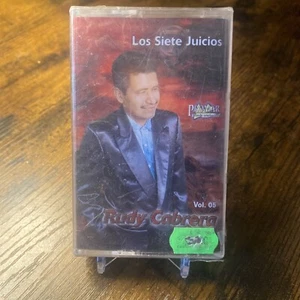 Los Siete Juicios
Vol. 05
Rudy Cabrera